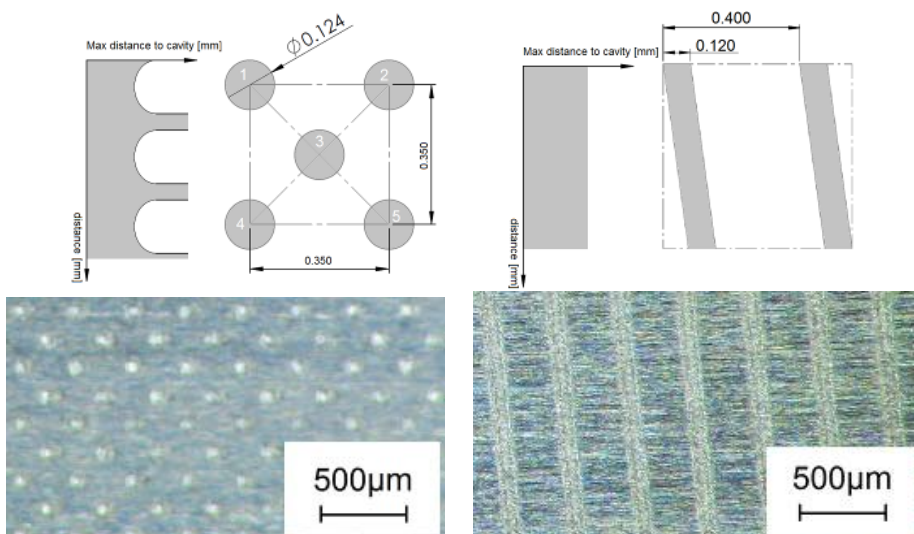 Max distance to cavity [mm]
distance [mm]
Ø0.124
1
2
3
4
5
0.350
0.350
Max distance to cavity [mm]
distance [mm]
0.400
0.120
500µm
500µm